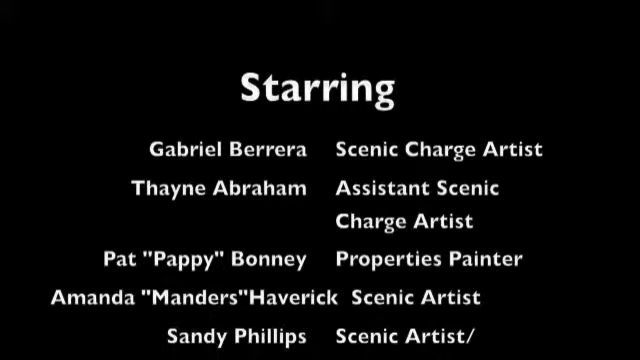 Starring
Gabriel Berrera Scenic Charge Artist
Thayne Abraham Assistant Scenic
Charge Artist
Pat "Pappy" Bonney Properties Painter
Amanda "Manders"Haverick Scenic Artist
Sandy Phillips Scenic Artist/